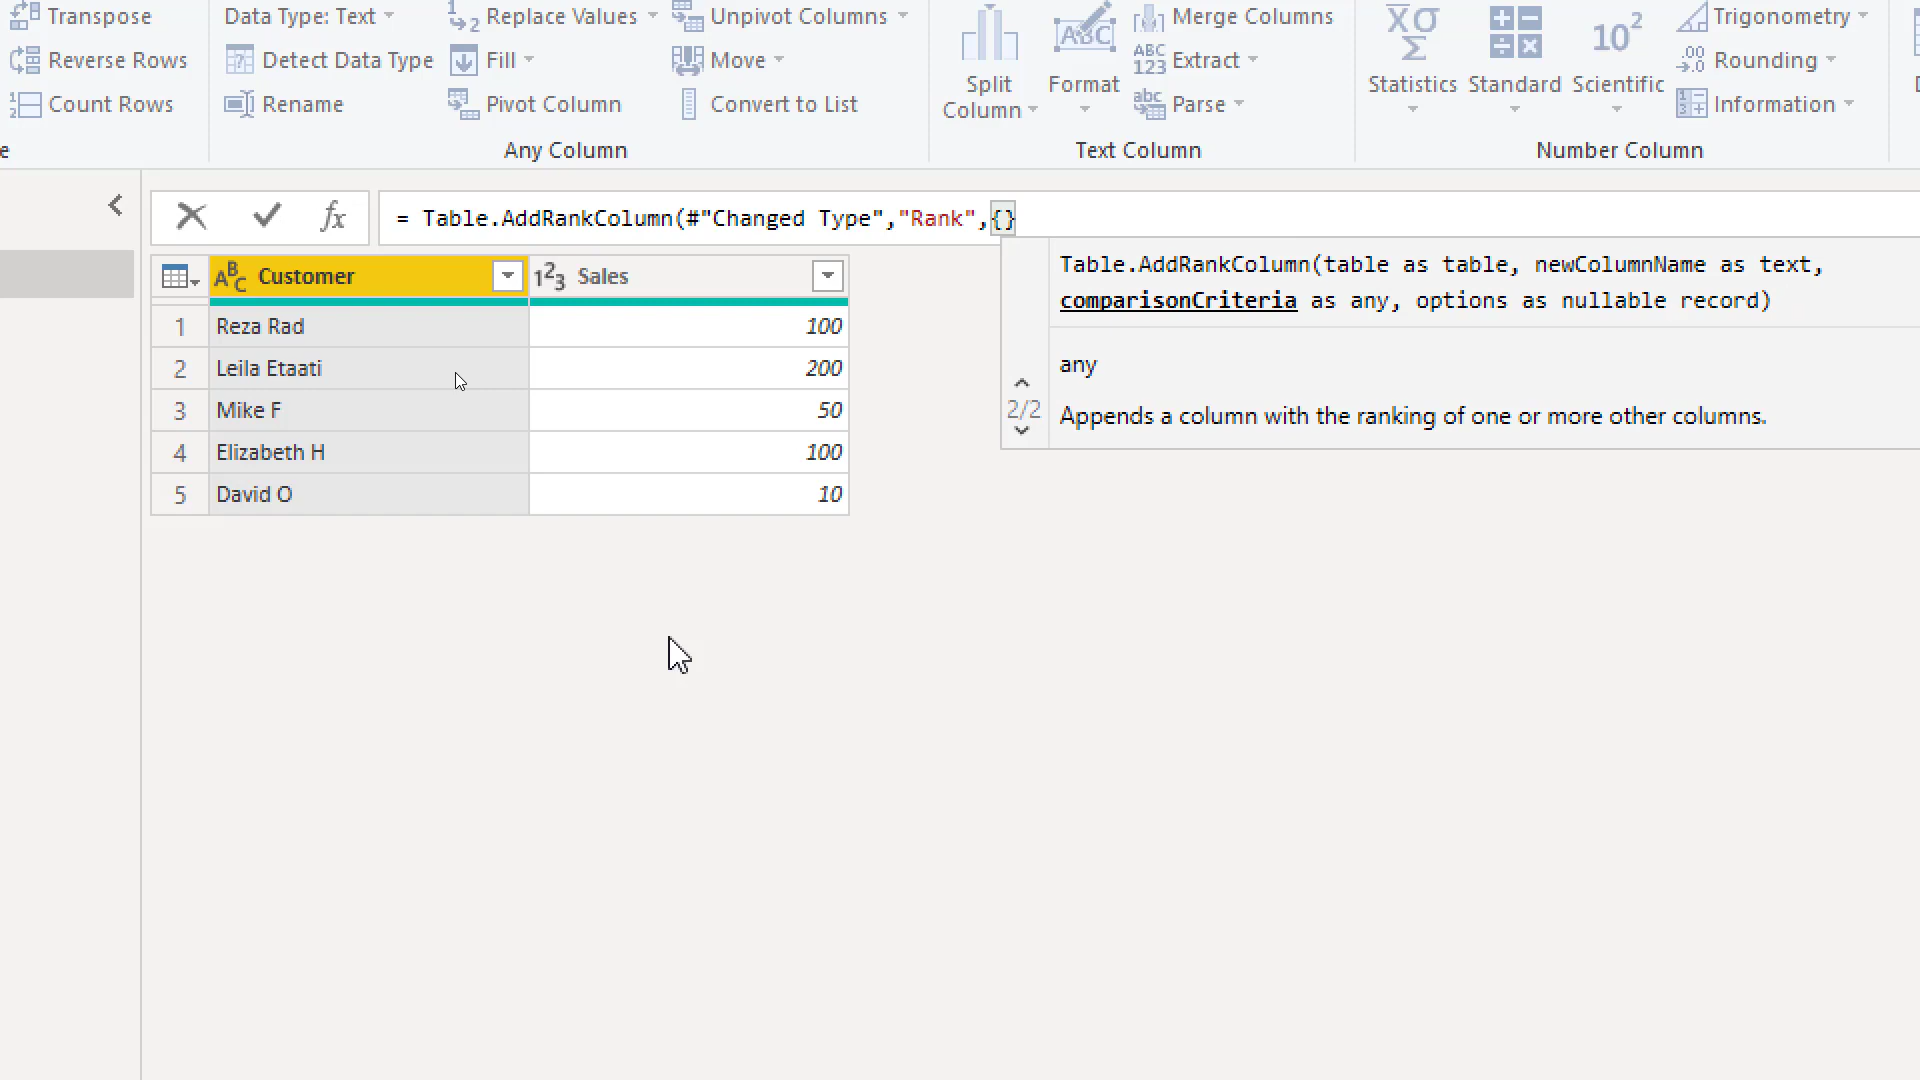 Transpose
Reverse Rows
Count Rows
e
Data Type: Text
Detect Data Type
Rename
Replace Values
Fill
Pivot Column
Unpivot Columns
Move
Convert to List
Any Column
Split
Column
Format
Merge Columns
Extract
Parse
Text Column
Statistics
Standard
Scientific
Trigonometry
Rounding
Information
Number Column
fx
= Table.AddRankColumn(#"Changed Type","Rank",{}
Table.AddRankColumn(table as table, newColumnName as text,
comparisonCriteria as any, options as nullable record)
any
2/2
Appends a column with the ranking of one or more other columns.
ABC Customer 123 Sales
1 Reza Rad 100
2 Leila Etaati 200
3 Mike F 50
4 Elizabeth H 100
5 David O 10